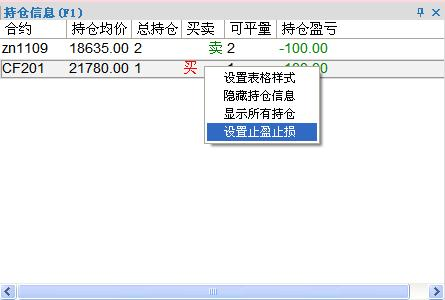 持仓信息(F1)
合约 持仓均价 总持仓 买卖 可平量 持仓盈亏
zn1109 18635.00 2 卖 2 -100.00
CF201 21780.00 1 买 1 -100.00
设置表格样式
隐藏持仓信息
显示所有持仓
设置止盈止损